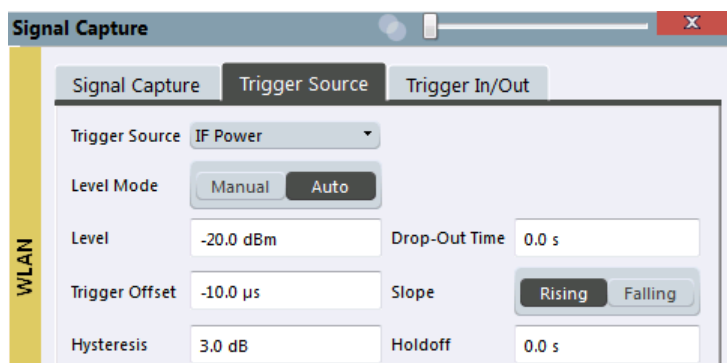 Signal Capture
X
WLAN
Signal Capture Trigger Source Trigger In/Out
Trigger Source IF Power
Level Mode Manual Auto
Level -20.0 dBm Drop-Out Time 0.0 s
Trigger Offset -10.0 µs Slope Rising Falling
Hysteresis 3.0 dB Holdoff 0.0 s